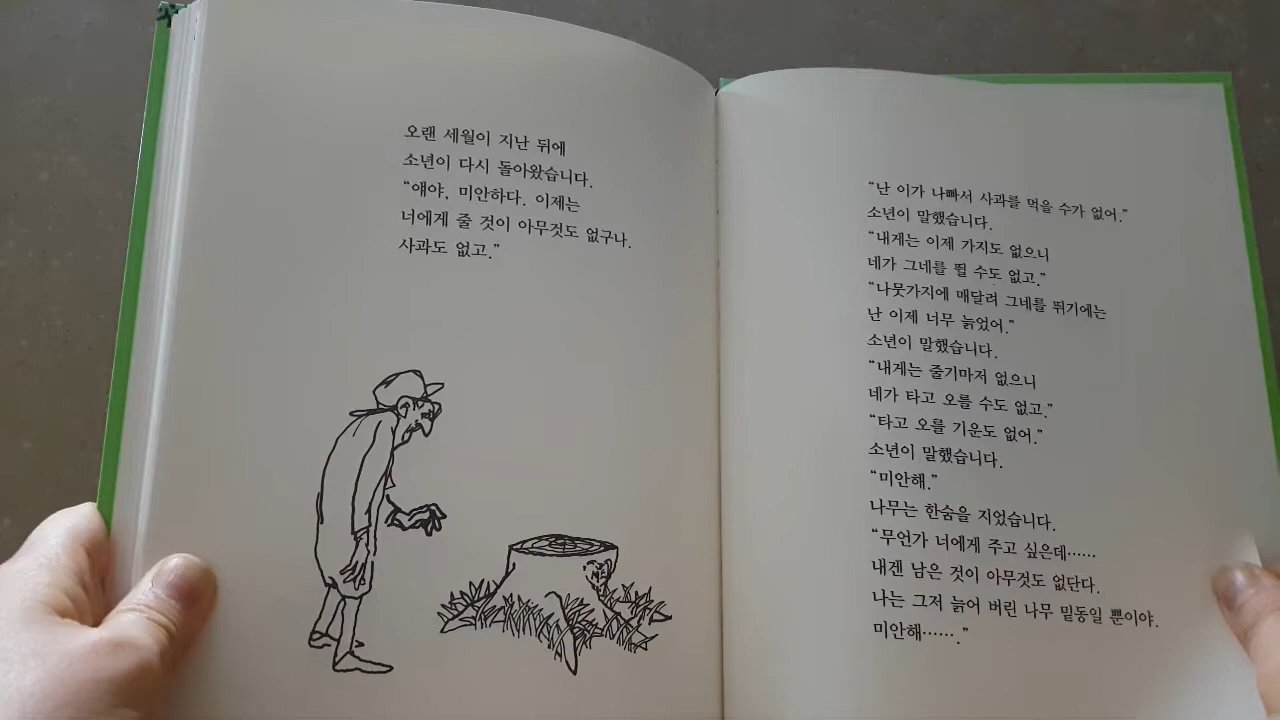 오랜 세월이 지난 뒤에
소년이 다시 돌아왔습니다.
“얘야, 미안하다. 이제는
너에게 줄 것이 아무것도 없구나.
사과도 없고.”
ME
“난 이가 나빠서 사과를 먹을 수가 없어.”
소년이 말했습니다.
“내게는 이제 가지도 없으니
네가 그네를 뛸 수도 없고.”
“나뭇가지에 매달려 그네를 뛰기에는
난 이제 너무 늙었어.”
소년이 말했습니다.
“내게는 줄기마저 없으니
네가 타고 오를 수도 없고.”
“타고 오를 기운도 없어.”
소년이 말했습니다.
“미안해.”
나무는 한숨을 지었습니다.
“무언가 너에게 주고 싶은데……
내겐 남은 것이 아무것도 없단다.
나는 그저 늙어 버린 나무 밑동일 뿐이야.
미안해…….”